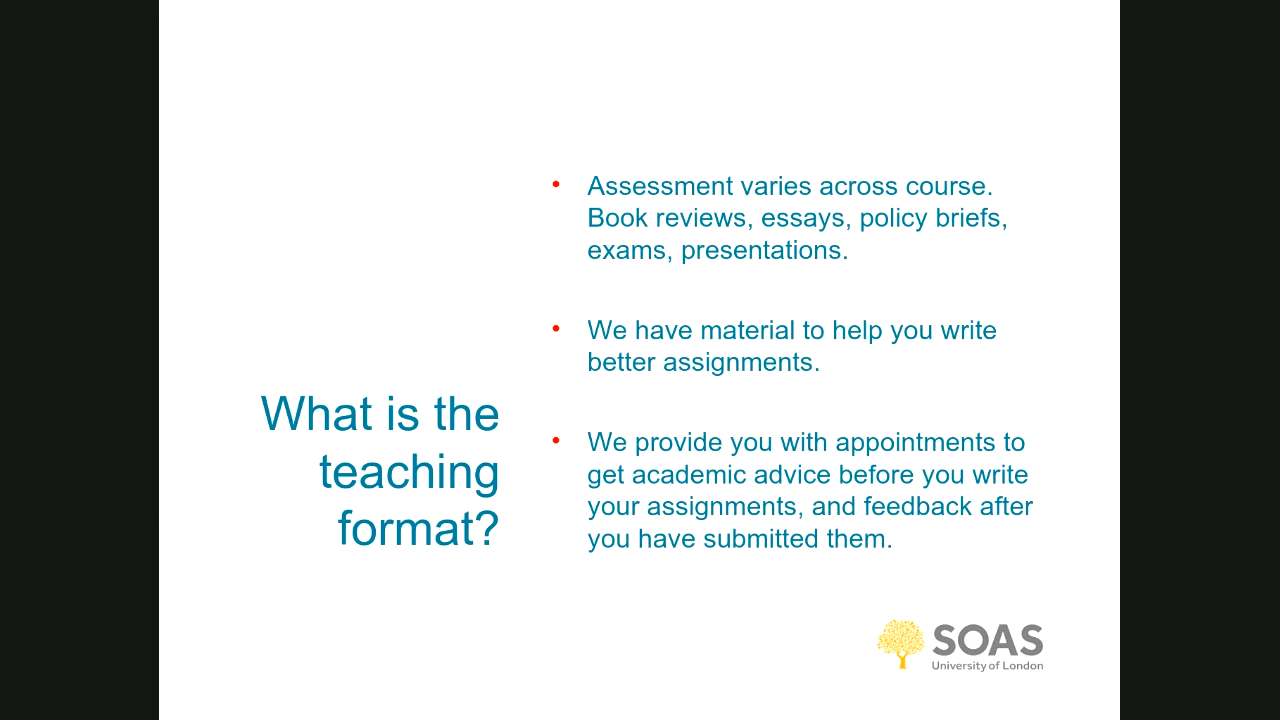 What is the
teaching
format?
• Assessment varies across course.
Book reviews, essays, policy briefs,
exams, presentations.
• We have material to help you write
better assignments.
• We provide you with appointments to
get academic advice before you write
your assignments, and feedback after
you have submitted them.
SOAS
University of London